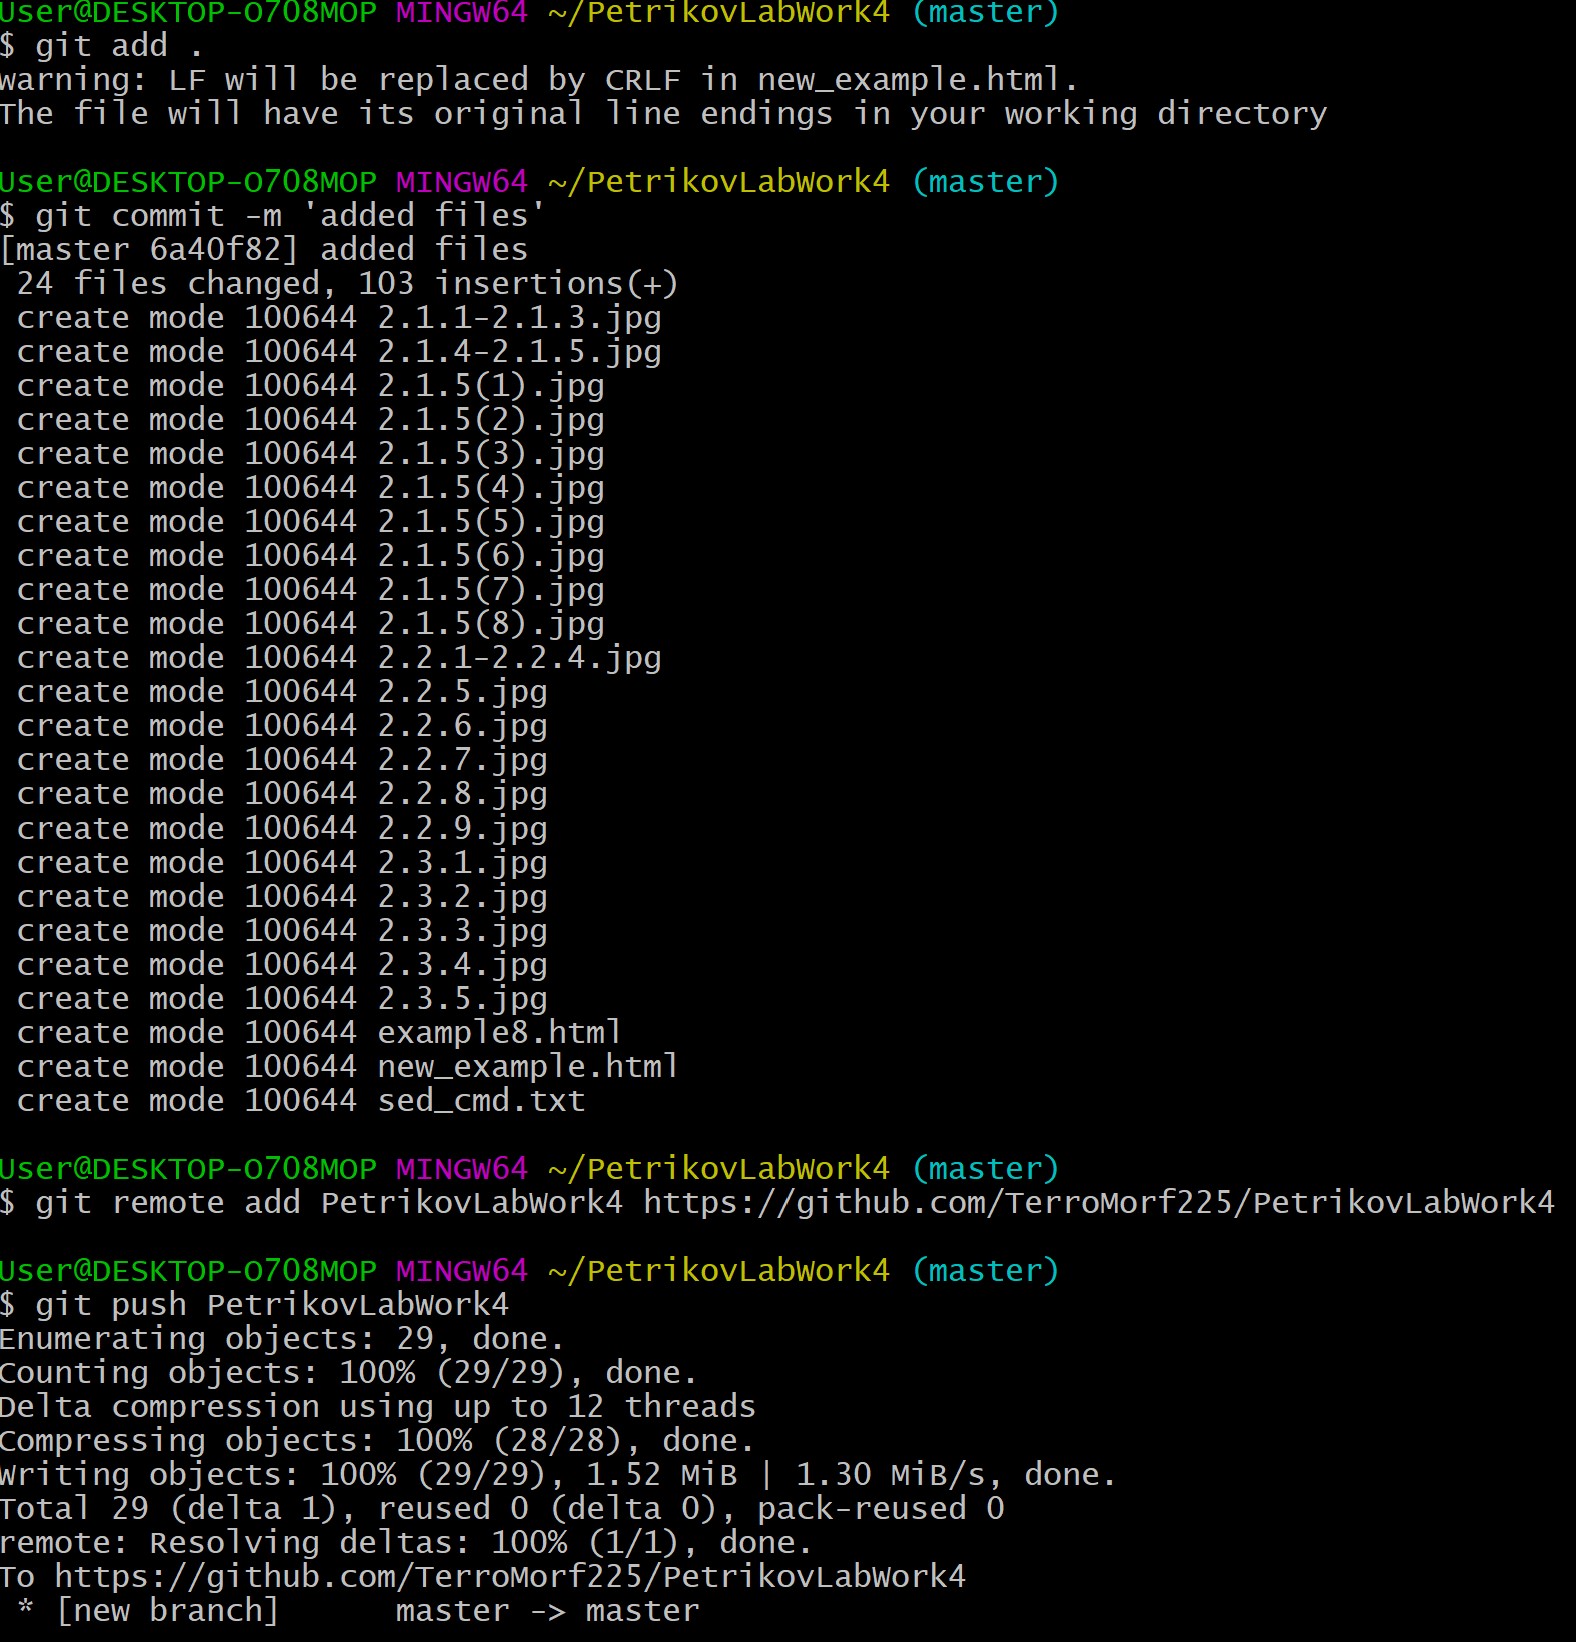 User@DESKTOP-O708MOP MINGW64 ~/PetrikovLabWork4 (master)
$ git add .
warning: LF will be replaced by CRLF in new_example.html.
The file will have its original line endings in your working directory
User@DESKTOP-O708MOP MINGW64 ~/PetrikovLabWork4 (master)
$ git commit -m 'added files'
[master 6a40f82] added files
 24 files changed, 103 insertions(+)
 create mode 100644 2.1.1-2.1.3.jpg
 create mode 100644 2.1.4-2.1.5.jpg
 create mode 100644 2.1.5(1).jpg
 create mode 100644 2.1.5(2).jpg
 create mode 100644 2.1.5(3).jpg
 create mode 100644 2.1.5(4).jpg
 create mode 100644 2.1.5(5).jpg
 create mode 100644 2.1.5(6).jpg
 create mode 100644 2.1.5(7).jpg
 create mode 100644 2.1.5(8).jpg
 create mode 100644 2.2.1-2.2.4.jpg
 create mode 100644 2.2.5.jpg
 create mode 100644 2.2.6.jpg
 create mode 100644 2.2.7.jpg
 create mode 100644 2.2.8.jpg
 create mode 100644 2.2.9.jpg
 create mode 100644 2.3.1.jpg
 create mode 100644 2.3.2.jpg
 create mode 100644 2.3.3.jpg
 create mode 100644 2.3.4.jpg
 create mode 100644 2.3.5.jpg
 create mode 100644 example8.html
 create mode 100644 new_example.html
 create mode 100644 sed_cmd.txt
User@DESKTOP-O708MOP MINGW64 ~/PetrikovLabWork4 (master)
$ git remote add PetrikovLabWork4 https://github.com/TerroMorf225/PetrikovLabWork4
User@DESKTOP-O708MOP MINGW64 ~/PetrikovLabWork4 (master)
$ git push PetrikovLabWork4
Enumerating objects: 29, done.
Counting objects: 100% (29/29), done.
Delta compression using up to 12 threads
Compressing objects: 100% (28/28), done.
Writing objects: 100% (29/29), 1.52 MiB | 1.30 MiB/s, done.
Total 29 (delta 1), reused 0 (delta 0), pack-reused 0
remote: Resolving deltas: 100% (1/1), done.
To https://github.com/TerroMorf225/PetrikovLabWork4
 * [new branch]      master -> master